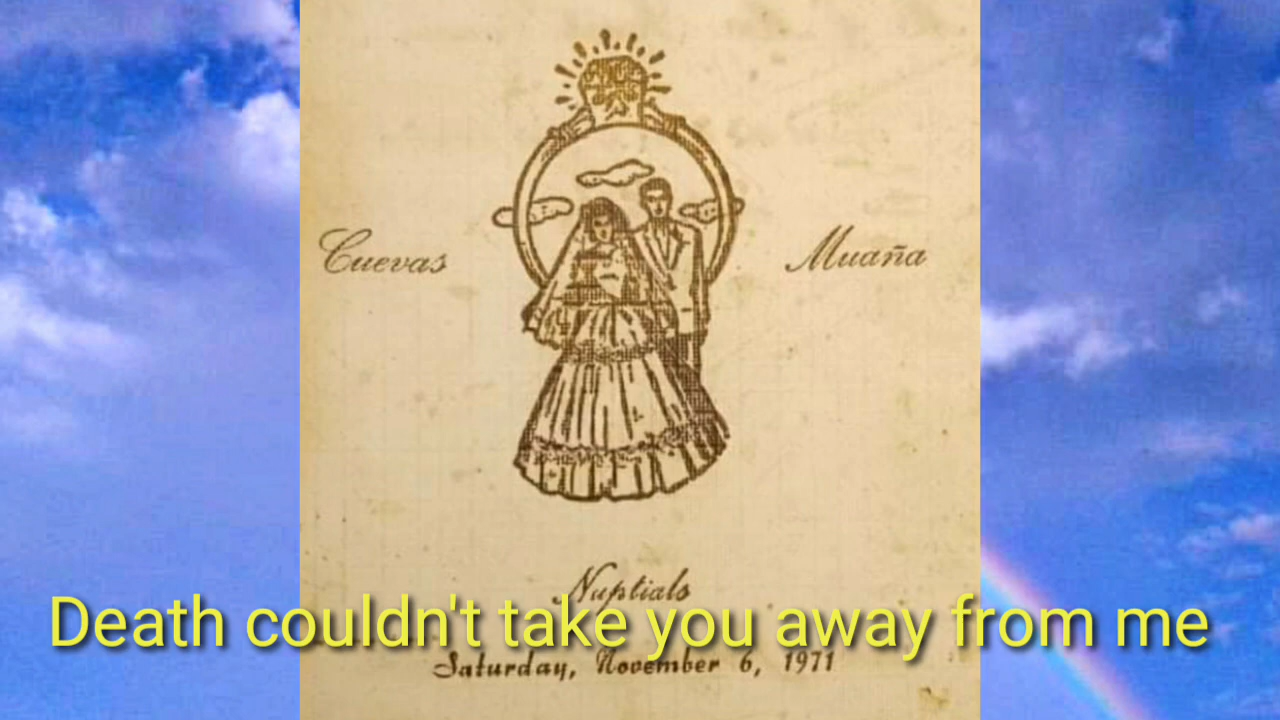 Cuevas Muaña
Nuptials
Death couldn't take you away from me
Saturday, November 6, 1971